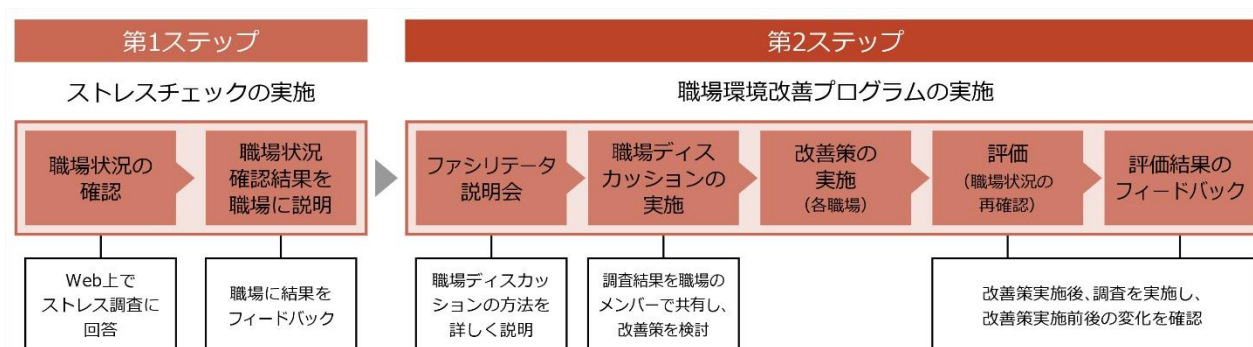 第1ステップ
第2ステップ
ストレスチェックの実施
職場環境改善プログラムの実施
職場状況の
確認
職場状況
確認結果を
職場に説明
ファシリテータ
説明会
職場ディス
カッションの
実施
改善策の
実施
(各職場)
評価
(職場状況の
再確認)
評価結果の
フィードバック
Web上で
ストレス調査に
回答
職場に結果を
フィードバック
職場ディスカッ
ションの方法を
詳しく説明
調査結果を職場の
メンバーで共有し、
改善策を検討
改善策実施後、調査を実施し、
改善策実施前後の変化を確認